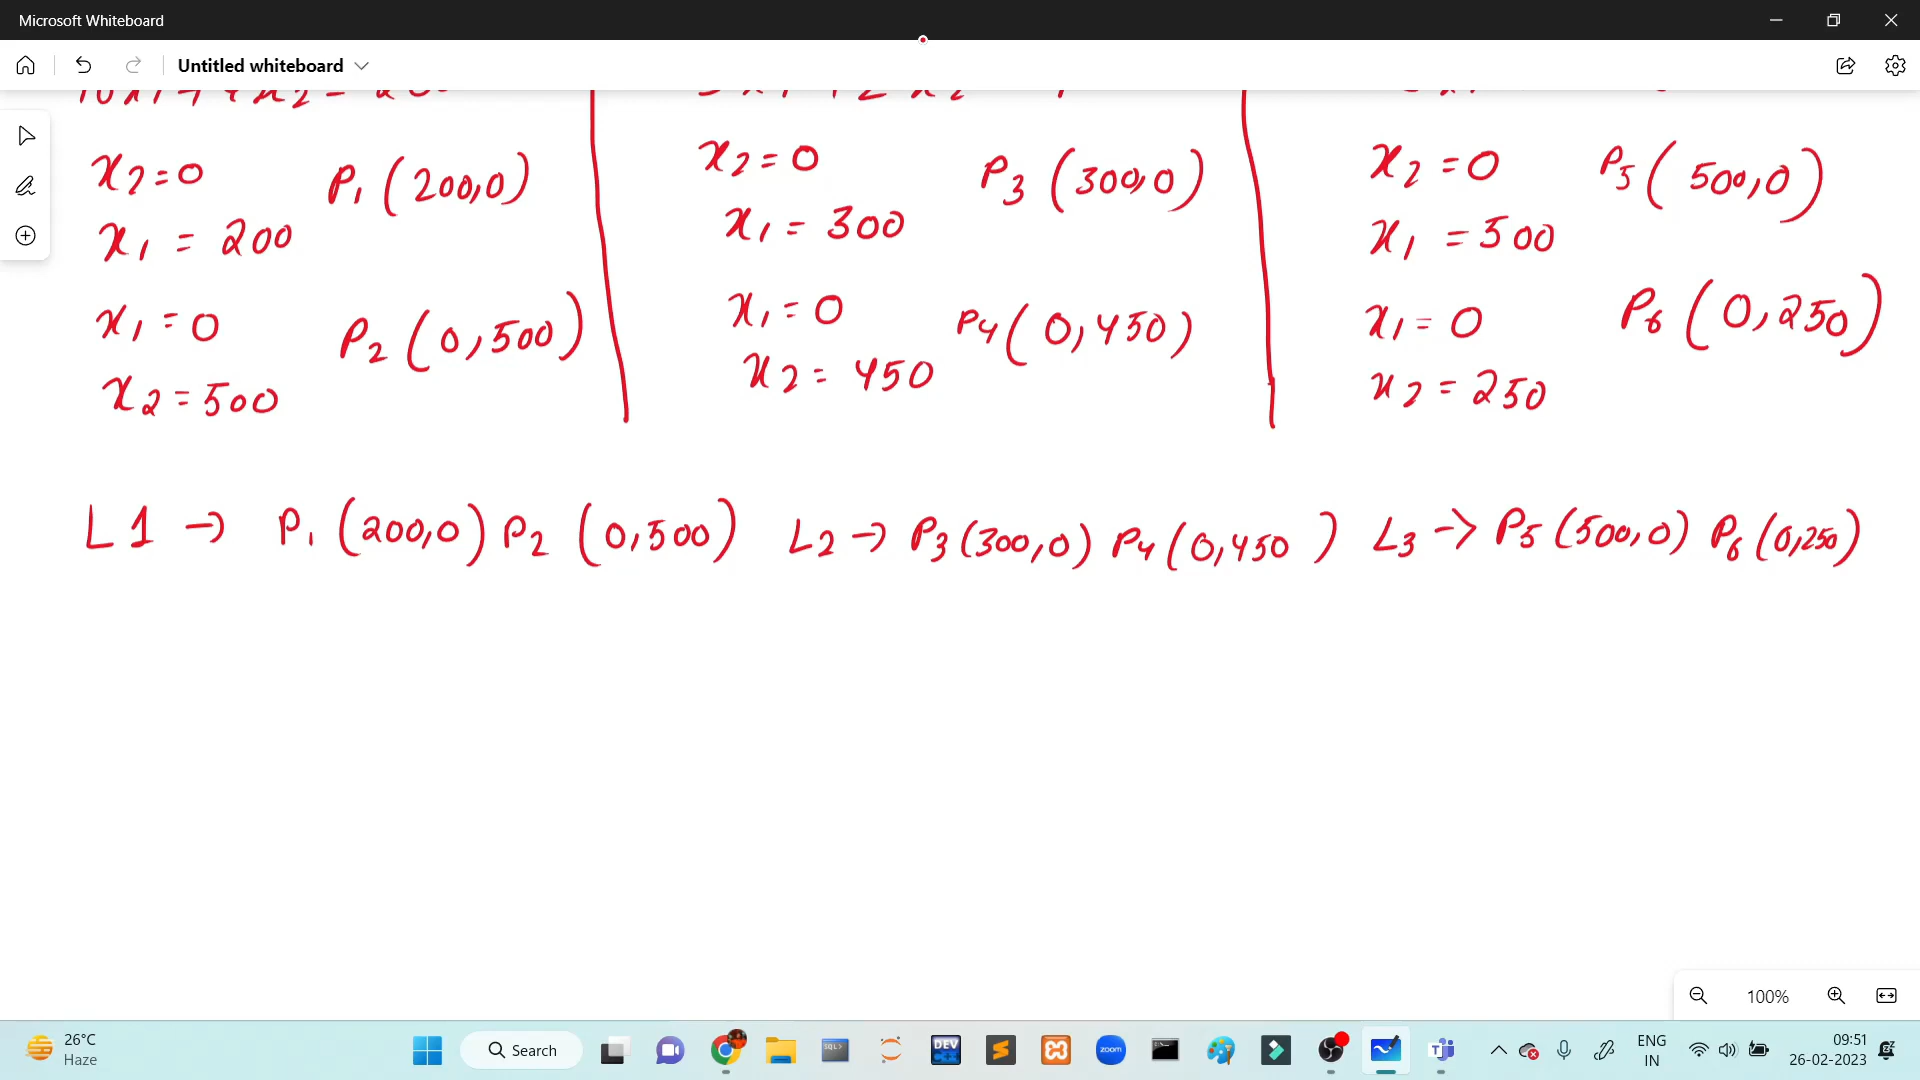 Microsoft Whiteboard
Untitled whiteboard
x2=0
P1 (200,0)
x1 = 200
x1 = 0
P2 (0,500)
x2 = 500
x2 = 0
P3 (300,0)
x1 = 300
x1 = 0
P4 (0,450)
x2 = 450
x2 = 0
P5 (500,0)
x1 = 500
x1 = 0
P6 (0,250)
x2 = 250
L1 → P1 (200,0) P2 (0,500) L2 → P3 (300,0) P4 (0,450) L3 → P5 (500,0) P6 (0,250)
100%
26°C
Haze
Search
SQL>
DEV
C++
zoom
ENG
IN
09:51
26-02-2023